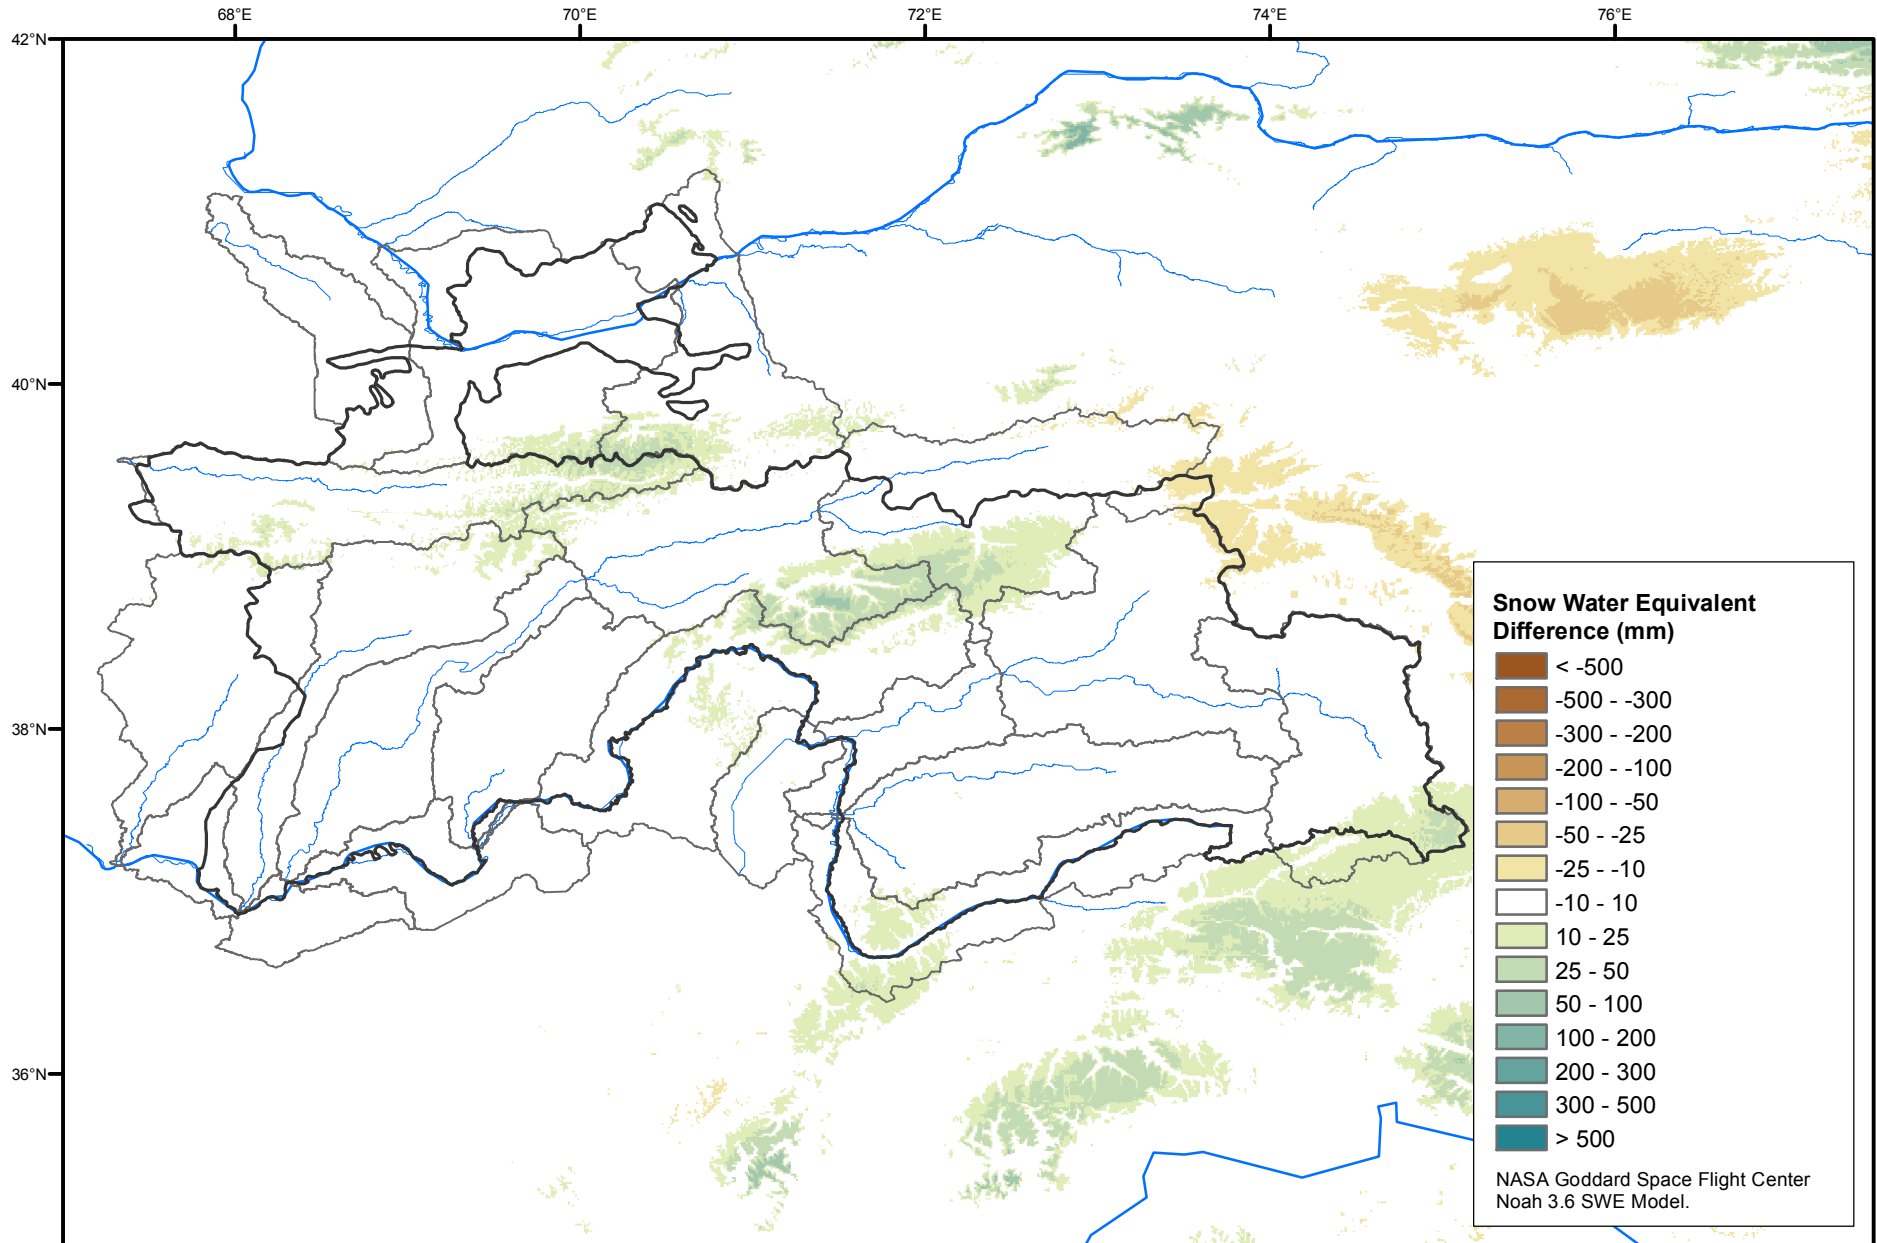 68°E
70°E
72°E
74°E
76°E
42°N
40°N
38°N
36°N
Snow Water Equivalent
Difference (mm)
< -500
-500 - -300
-300 - -200
-200 - -100
-100 - -50
-50 - -25
-25 - -10
-10 - 10
10 - 25
25 - 50
50 - 100
100 - 200
200 - 300
300 - 500
> 500
NASA Goddard Space Flight Center
Noah 3.6 SWE Model.